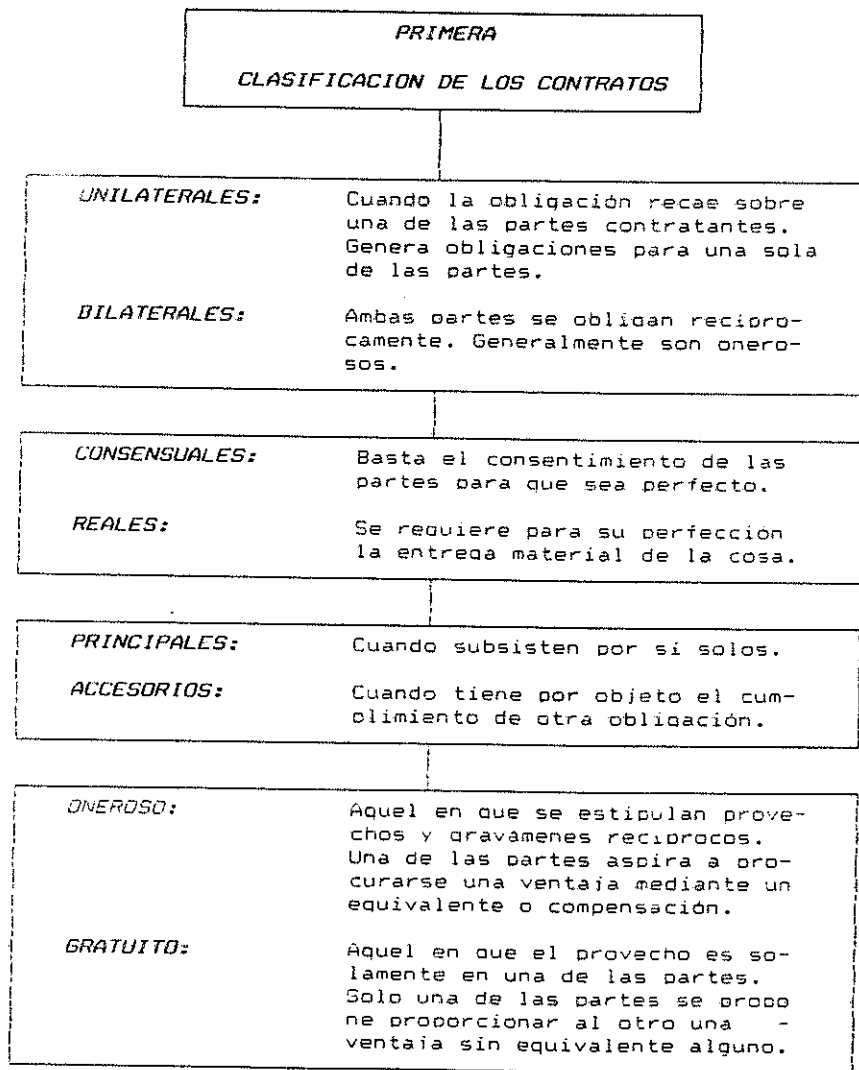 PRIMERA
CLASIFICACION DE LOS CONTRATOS
UNILATERALES: Cuando la obligación recae sobre
una de las partes contratantes.
Genera obligaciones para una sola
de las partes.
BILATERALES: Ambas partes se obligan recipro-
camente. Generalmente son onero-
sos.
CONSENSUALES: Basta el consentimiento de las
partes para que sea perfecto.
REALES: Se requiere para su perfección
la entrega material de la cosa.
PRINCIPALES: Cuando subsisten por si solos.
ACCESORIOS: Cuando tiene por objeto el cum-
plimiento de otra obligación.
ONEROSO: Aquel en que se estipulan prove-
chos y gravámenes recíprocos.
Una de las partes aspira a pro-
curarse una ventaja mediante un
equivalente o compensación.
GRATUITO: Aquel en que el provecho es so-
lamente en una de las partes.
Solo una de las partes se propo
ne proporcionar al otro una -
ventaja sin equivalente alguno.